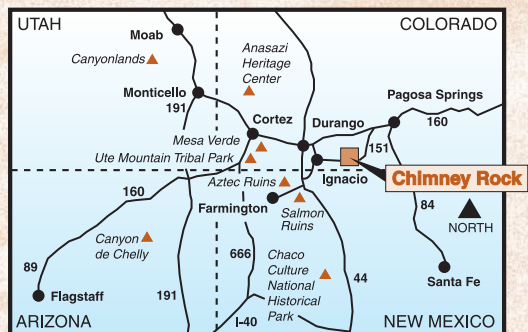 UTAH
COLORADO
Moab
Canyonlands
Anasazi
Heritage
Center
Monticello
191
Pagosa Springs
160
Cortez
Durango
151
Mesa Verde
Ute Mountain Tribal Park
Ignacio
Chimney Rock
160
Aztec Ruins
Farmington
Salmon
Ruins
84
NORTH
Canyon
de Chelly
666
Chaco
Culture
National
Historical
Park
44
89
Flagstaff
191
Santa Fe
I-40
ARIZONA
NEW MEXICO